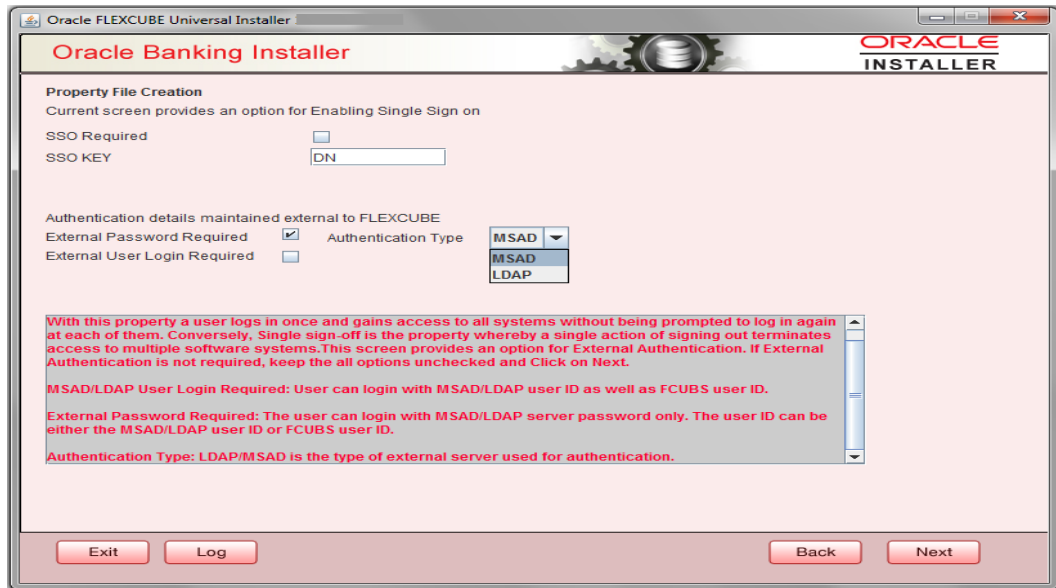 Oracle FLEXCUBE Universal Installer
Oracle Banking Installer
ORACLE
INSTALLER
Property File Creation
Current screen provides an option for Enabling Single Sign on
SSO Required
SSO KEY DN
Authentication details maintained external to FLEXCUBE
External Password Required Authentication Type MSAD
External User Login Required MSAD
LDAP
With this property a user logs in once and gains access to all systems without being prompted to log in again
at each of them. Conversely, Single sign-off is the property whereby a single action of signing out terminates
access to multiple software systems.This screen provides an option for External Authentication. If External
Authentication is not required, keep the all options unchecked and Click on Next.
MSAD/LDAP User Login Required: User can login with MSAD/LDAP user ID as well as FCUBS user ID.
External Password Required: The user can login with MSAD/LDAP server password only. The user ID can be
either the MSAD/LDAP user ID or FCUBS user ID.
Authentication Type: LDAP/MSAD is the type of external server used for authentication.
Exit Log Back Next